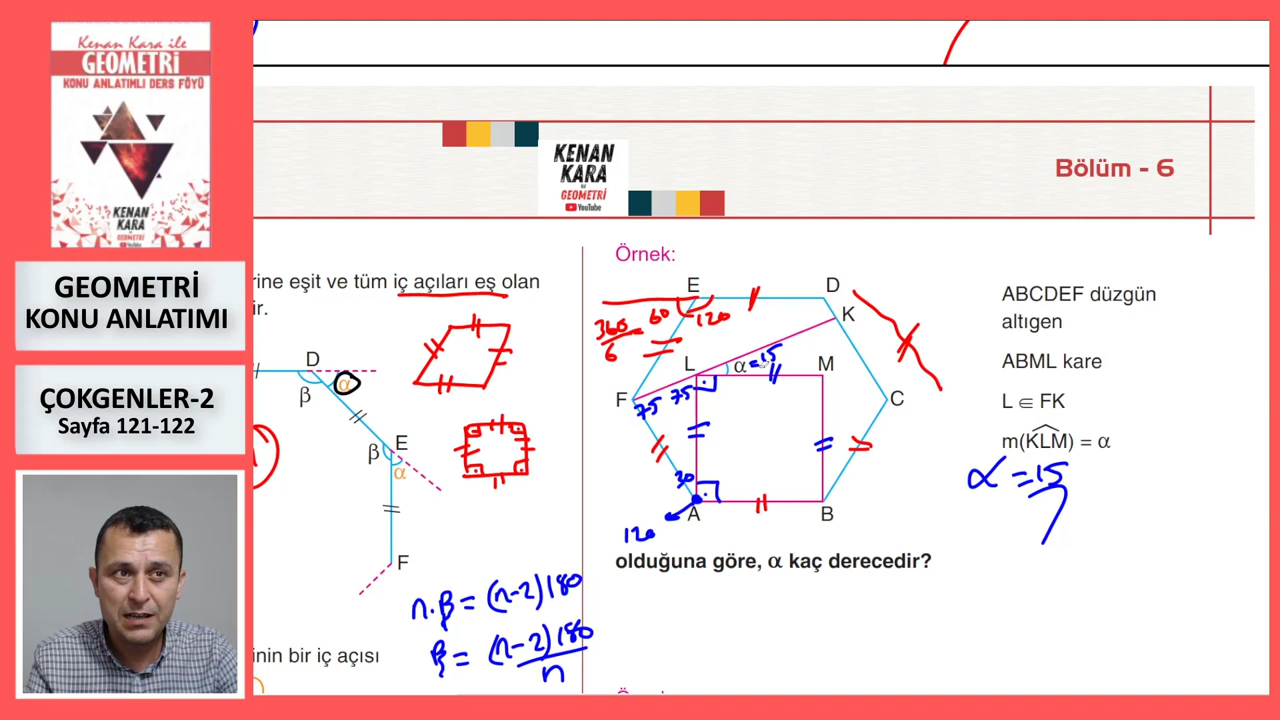 Kenan Kara ile
GEOMETRİ
KONU ANLATIMLI DERS FÖYÜ
KENAN
KARA
GEOMETRİ
YouTube
GEOMETRİ
KONU ANLATIMI
ÇOKGENLER-2
Sayfa 121-122
KENAN
KARA
ile
GEOMETRİ
YouTube
Bölüm - 6
rine eşit ve tüm iç açıları eş olan
ir.
D
β
α
E
β
α
F
n.β = (n-2)180
β = (n-2)180
n
inin bir iç açısı
Örnek:
E
D
K
360
6
60
120
L
α
=15
M
F
75
75
C
30
A
B
120
ABCDEF düzgün
altıgen
ABML kare
L ∈ FK
m(KLM) = α
α = 15
olduğuna göre, α kaç derecedir?